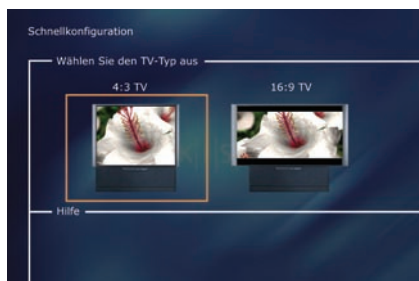 Schnellkonfiguration
Wählen Sie den TV-Typ aus
4:3 TV
16:9 TV
Hilfe